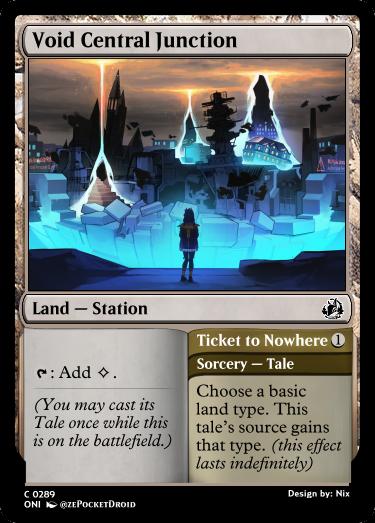 Void Central Junction
Land — Station
: Add .
(You may cast its
Tale once while this
is on the battlefield.)
Ticket to Nowhere 1
Sorcery — Tale
Choose a basic
land type. This
tale's source gains
that type. (this effect
lasts indefinitely)
C 0289
ONI @zePocketDroid
Design by: Nix